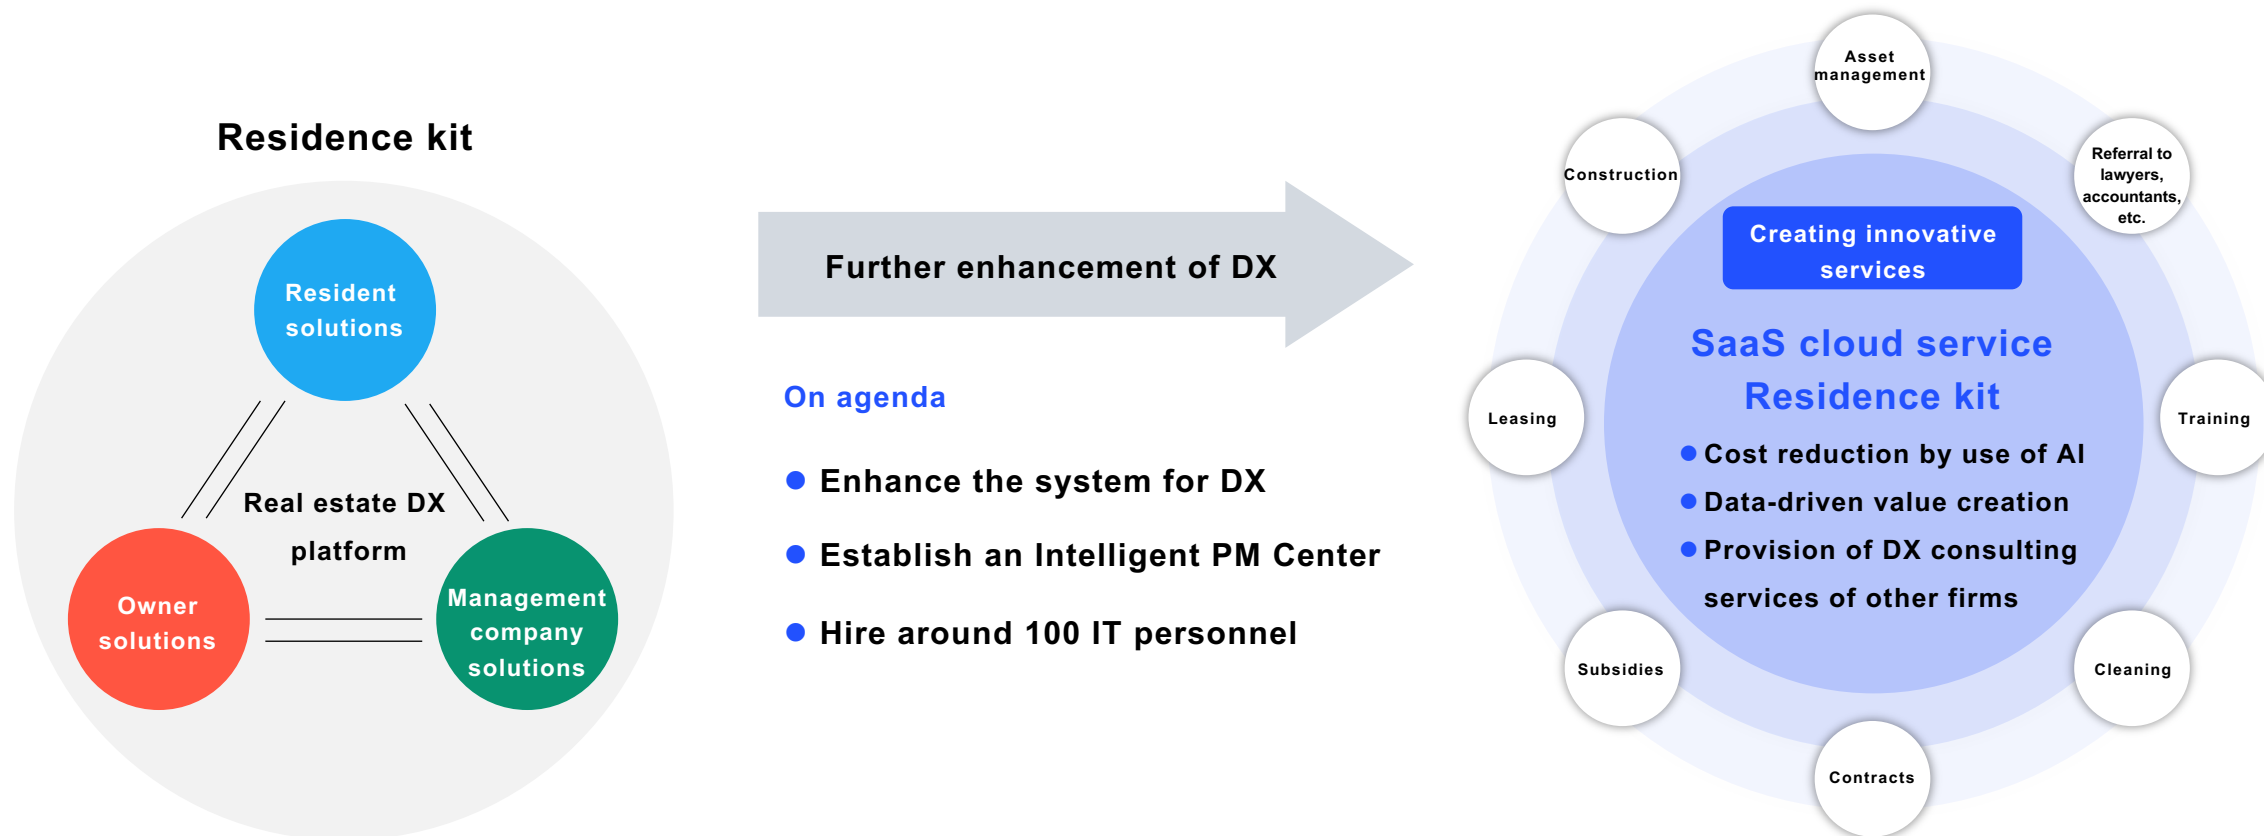 Residence kit
Resident
solutions
Real estate DX
platform
Owner
solutions
Management
company
solutions
Further enhancement of DX
On agenda
● Enhance the system for DX
● Establish an Intelligent PM Center
● Hire around 100 IT personnel
Asset
management
Construction
Referral to
lawyers,
accountants,
etc.
Creating innovative
services
SaaS cloud service
Residence kit
● Cost reduction by use of AI
● Data-driven value creation
● Provision of DX consulting
services of other firms
Leasing
Training
Subsidies
Cleaning
Contracts